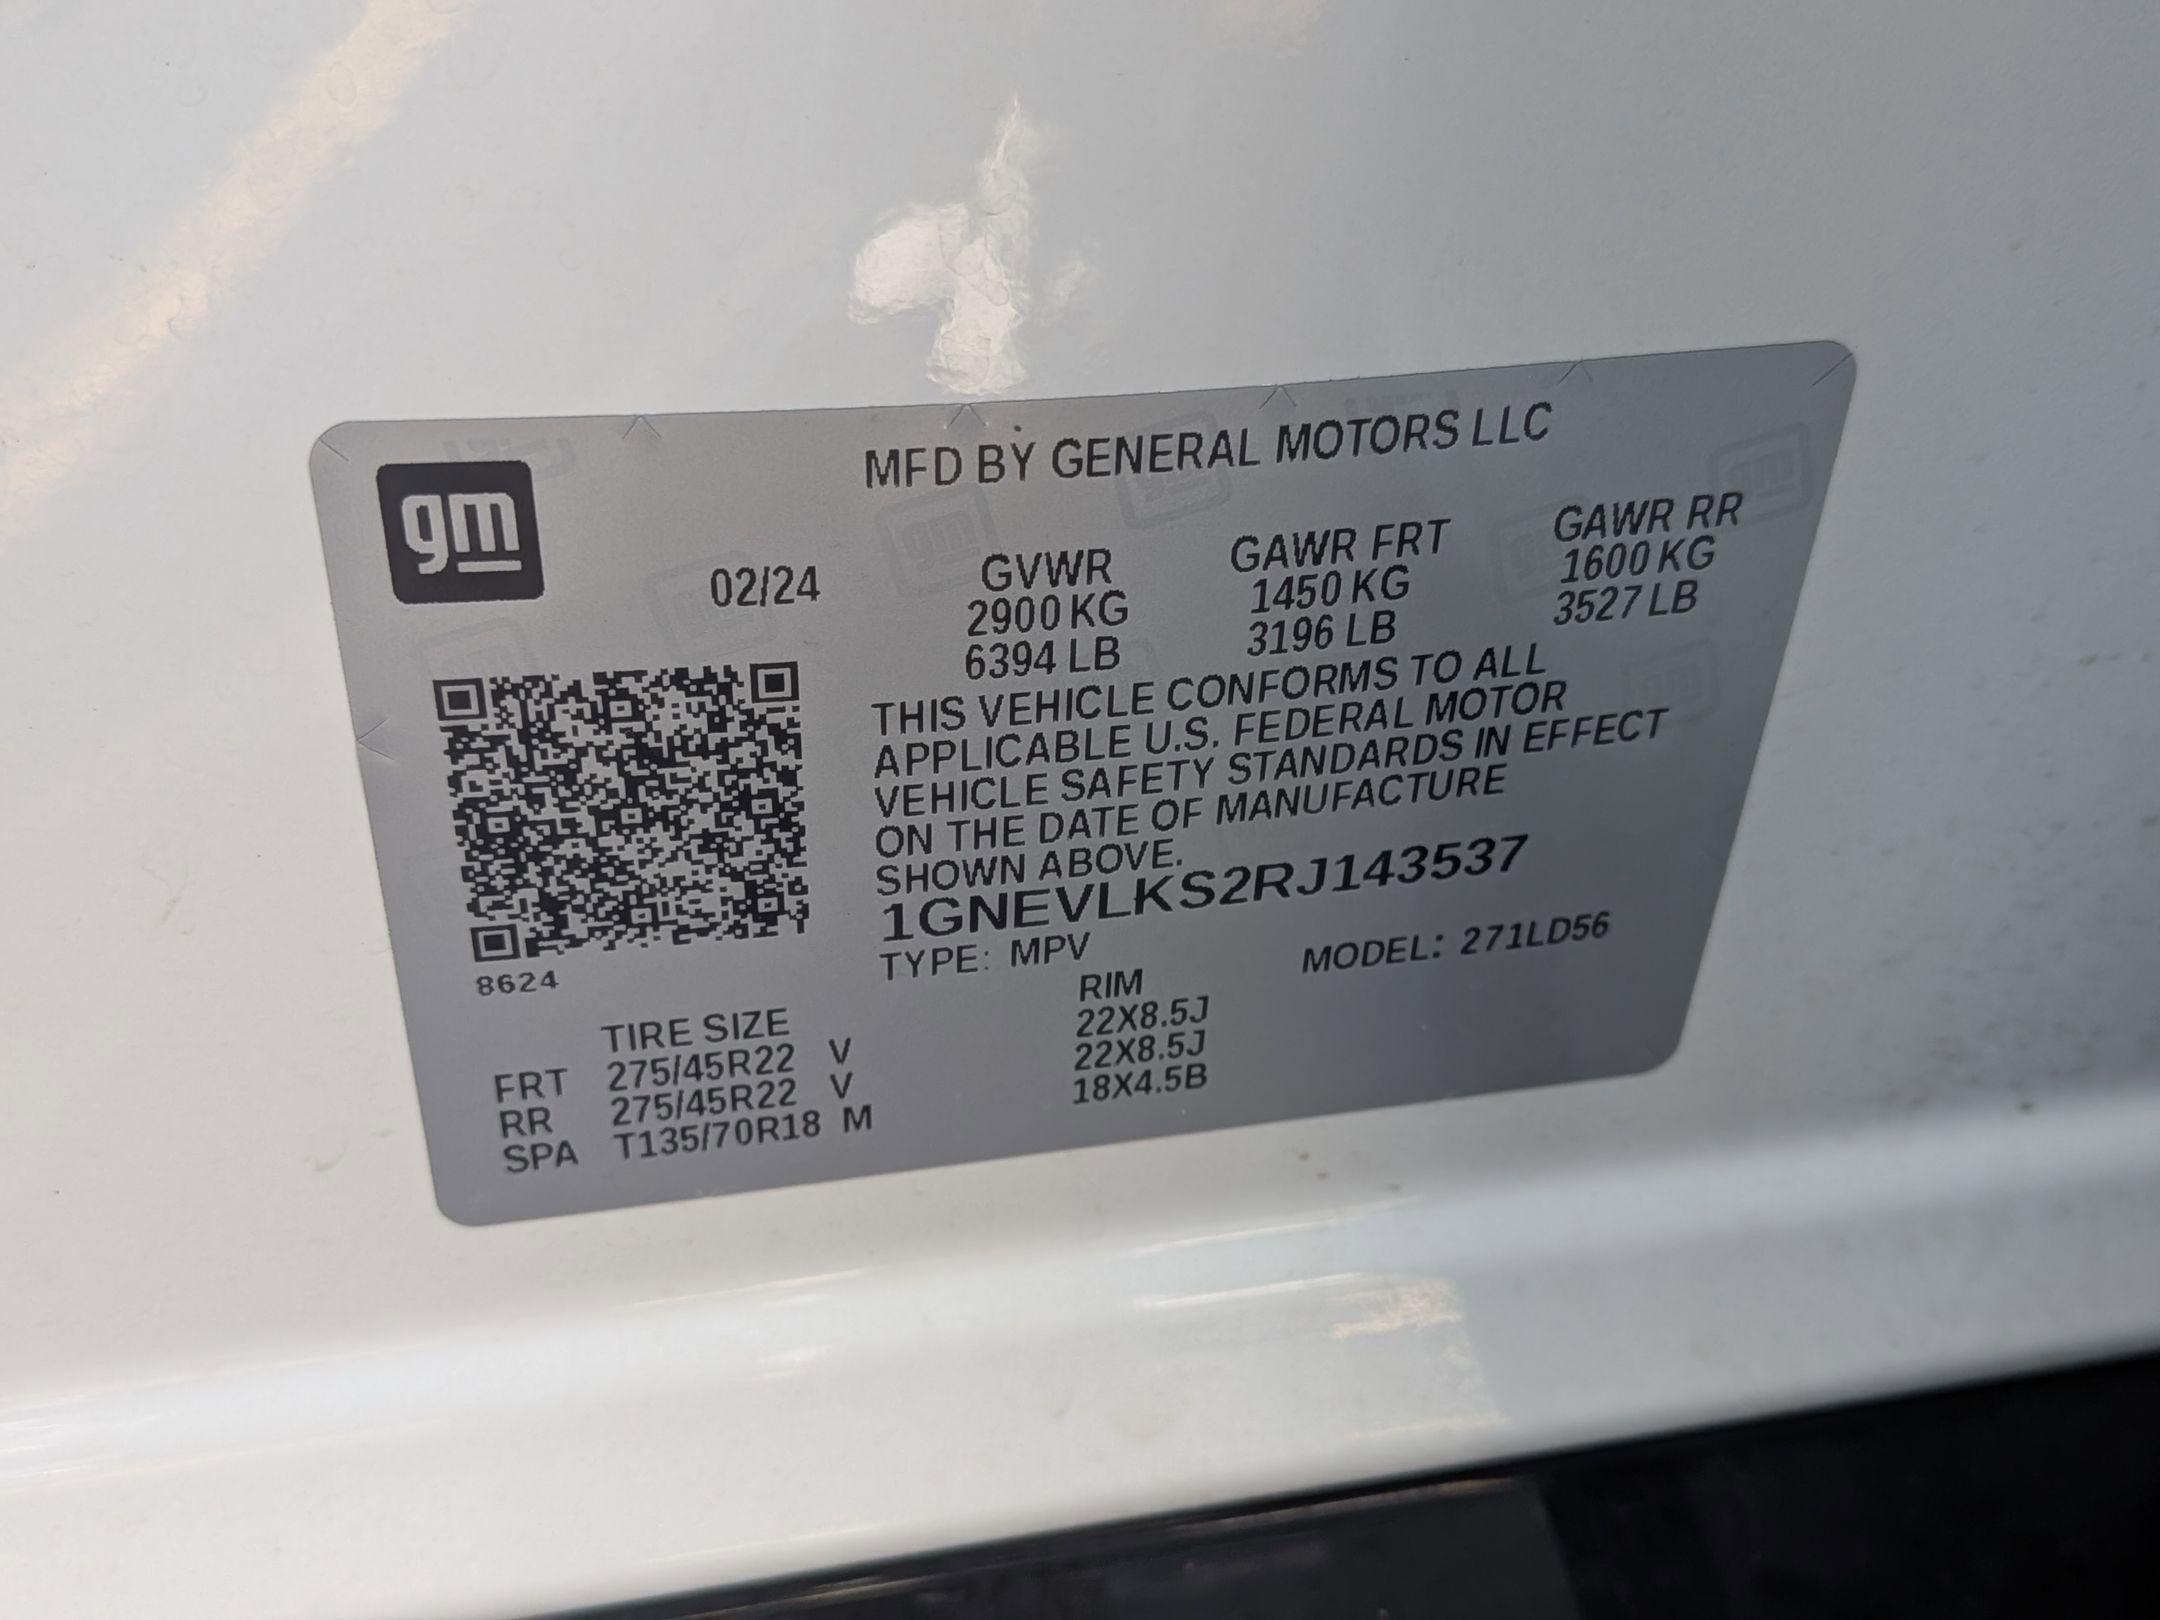 MFD BY GENERAL MOTORS LLC
gm
02/24 GVWR GAWR FRT GAWR RR
2900 KG 1450 KG 1600 KG
6394 LB 3196 LB 3527 LB
THIS VEHICLE CONFORMS TO ALL
APPLICABLE U.S. FEDERAL MOTOR
VEHICLE SAFETY STANDARDS IN EFFECT
ON THE DATE OF MANUFACTURE
SHOWN ABOVE.
1GNEVLKS2RJ143537
TYPE: MPV MODEL: 271LD56
8624
TIRE SIZE RIM
FRT 275/45R22 V 22X8.5J
RR 275/45R22 V 22X8.5J
SPA T135/70R18 M 18X4.5B